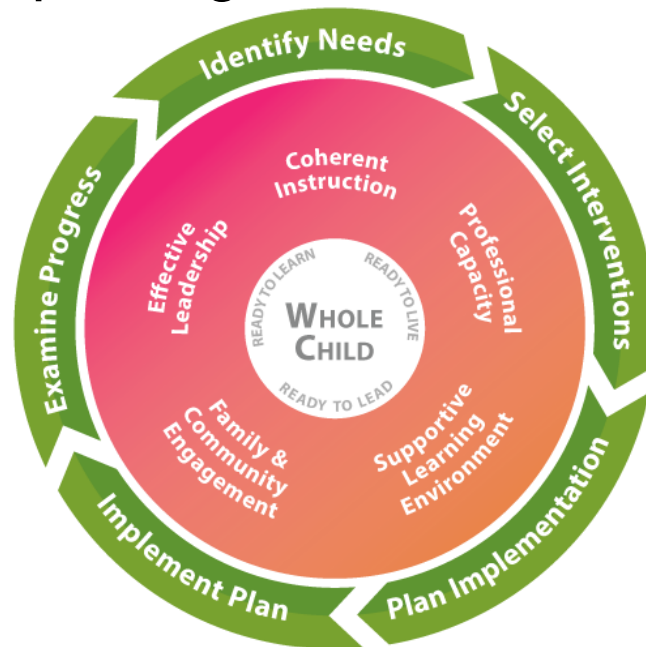 Identify Needs
Select Interventions
Plan Implementation
Implement Plan
Examine Progress
Coherent
Instruction
Professional
Capacity
Supportive
Learning
Environment
Family &
Community
Engagement
Effective
Leadership
READY TO LEARN
READY TO LIVE
READY TO LEAD
WHOLE
CHILD